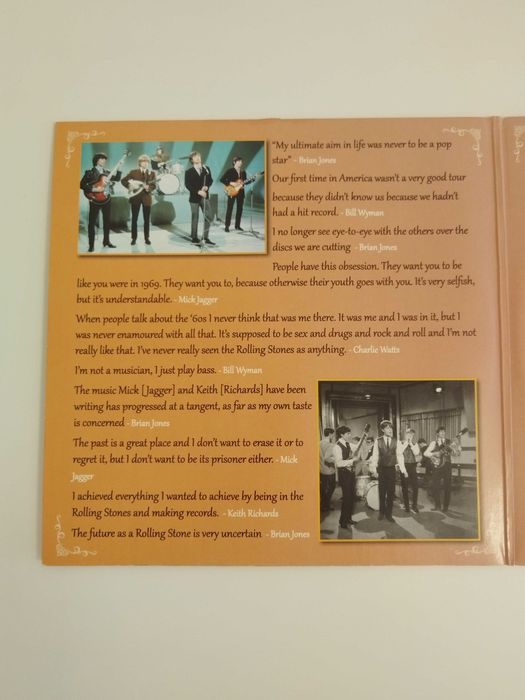 "My ultimate aim in life was never to be a pop
star" - Brian Jones
Our first time in America wasn't a very good tour
because they didn't know us because we hadn't
had a hit record. - Bill Wyman
I no longer see eye-to-eye with the others over the
discs we are cutting - Brian Jones
People have this obsession. They want you to be
like you were in 1969. They want you to, because otherwise their youth goes with you. It's very selfish,
but it's understandable. - Mick Jagger
When people talk about the '60s I never think that was me there. It was me and I was in it, but I
was never enamoured with all that. It's supposed to be sex and drugs and rock and roll and I'm not
really like that. I've never really seen the Rolling Stones as anything. - Charlie Watts
I'm not a musician, I just play bass. - Bill Wyman
The music Mick [Jagger] and Keith [Richards] have been
writing has progressed at a tangent, as far as my own taste
is concerned - Brian Jones
The past is a great place and I don't want to erase it or to
regret it, but I don't want to be its prisoner either. - Mick
Jagger
I achieved everything I wanted to achieve by being in the
Rolling Stones and making records. - Keith Richards
The future as a Rolling Stone is very uncertain - Brian Jones